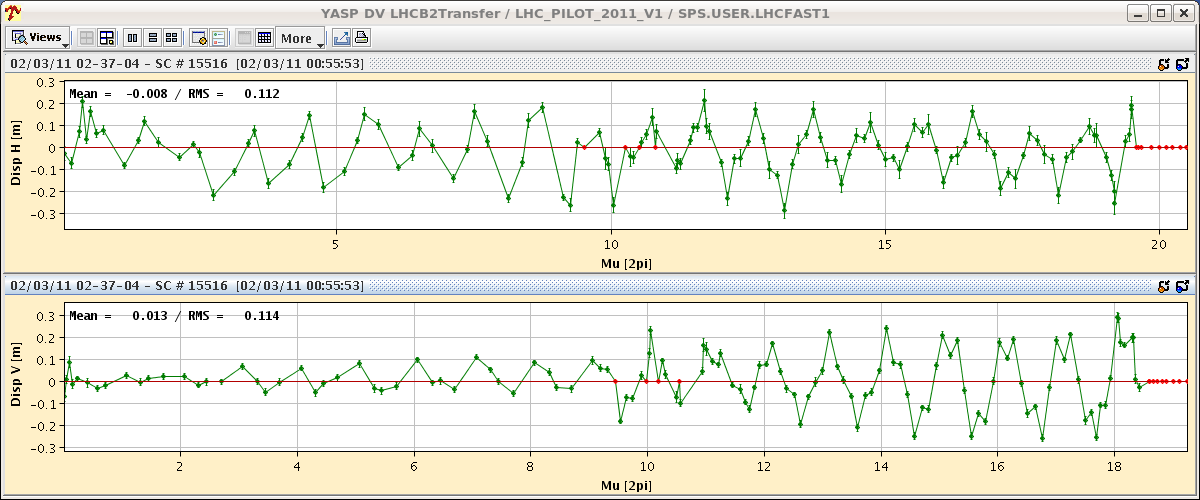 YASP DV LHCB2Transfer / LHC_PILOT_2011_V1 / SPS.USER.LHCFAST1
Views More
02/03/11 02-37-04 - SC # 15516 [02/03/11 00:55:53]
Mean = -0.008 / RMS = 0.112
Disp H [m]
0.3
0.2
0.1
0
-0.1
-0.2
-0.3
5 10 15 20
Mu [2pi]
02/03/11 02-37-04 - SC # 15516 [02/03/11 00:55:53]
Mean = 0.013 / RMS = 0.114
Disp V [m]
0.3
0.2
0.1
0
-0.1
-0.2
-0.3
2 4 6 8 10 12 14 16 18
Mu [2pi]